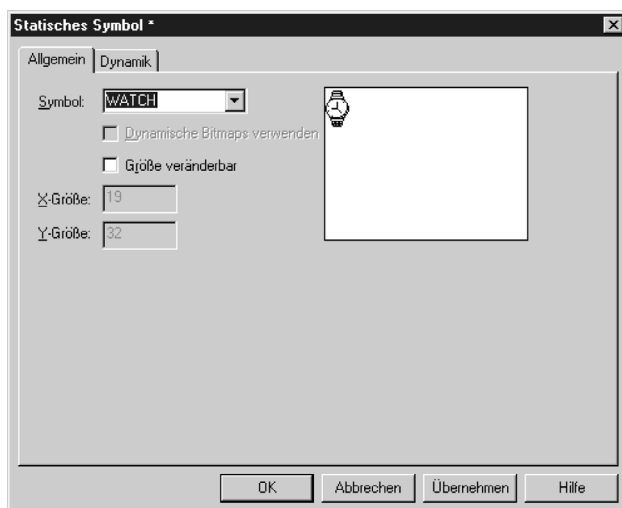 Statisches Symbol *
Allgemein Dynamik
Symbol: WATCH
Dynamische Bitmaps verwenden
Größe veränderbar
X-Größe: 19
Y-Größe: 32
OK Abbrechen Übernehmen Hilfe